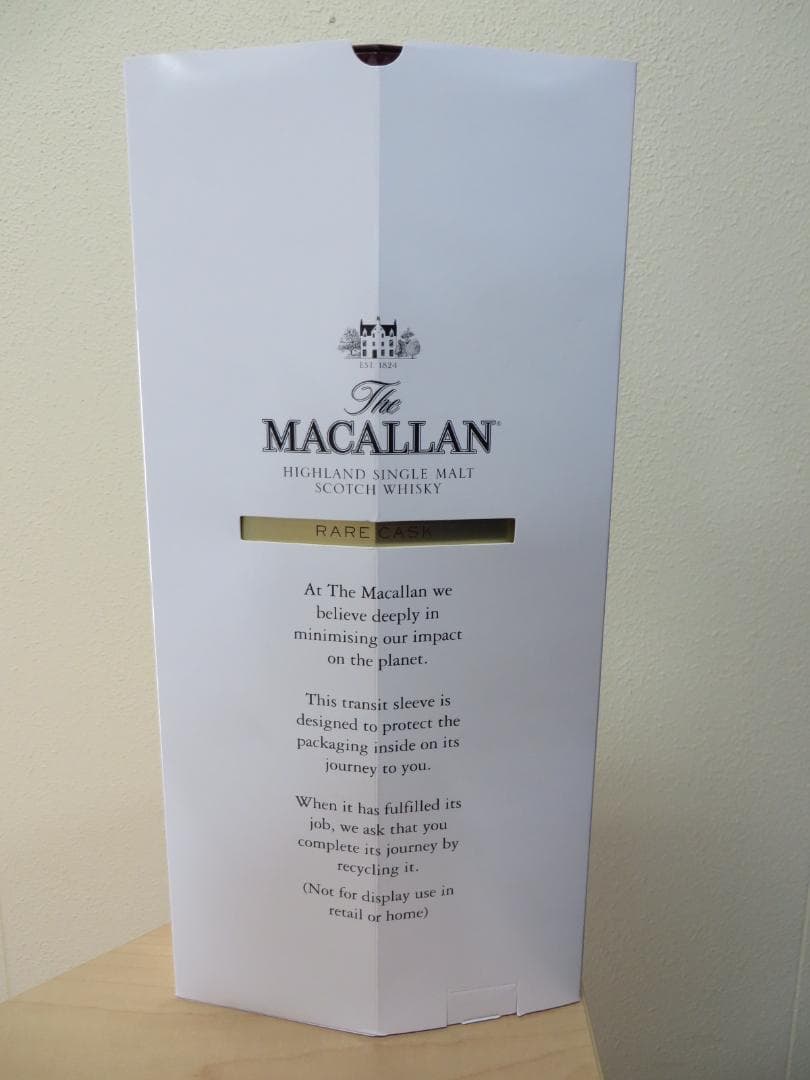 EST. 1824
The
MACALLAN
HIGHLAND SINGLE MALT
SCOTCH WHISKY
RARE CASK
At The Macallan we
believe deeply in
minimising our impact
on the planet.
This transit sleeve is
designed to protect the
packaging inside on its
journey to you.
When it has fulfilled its
job, we ask that you
complete its journey by
recycling it.
(Not for display use in
retail or home)